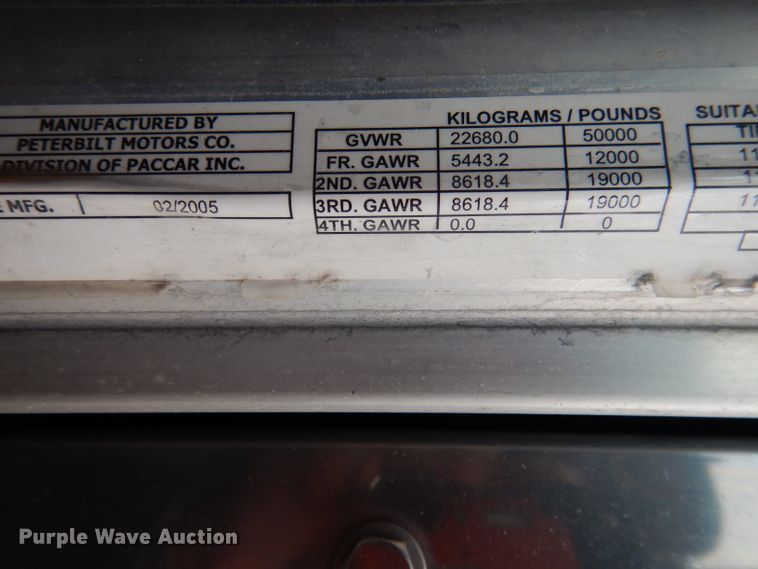 MANUFACTURED BY
PETERBILT MOTORS CO.
DIVISION OF PACCAR INC.
MFG. 02/2005
KILOGRAMS / POUNDS
GVWR 22680.0 50000
FR. GAWR 5443.2 12000
2ND. GAWR 8618.4 19000
3RD. GAWR 8618.4 19000
4TH. GAWR 0.0 0
Purple Wave Auction